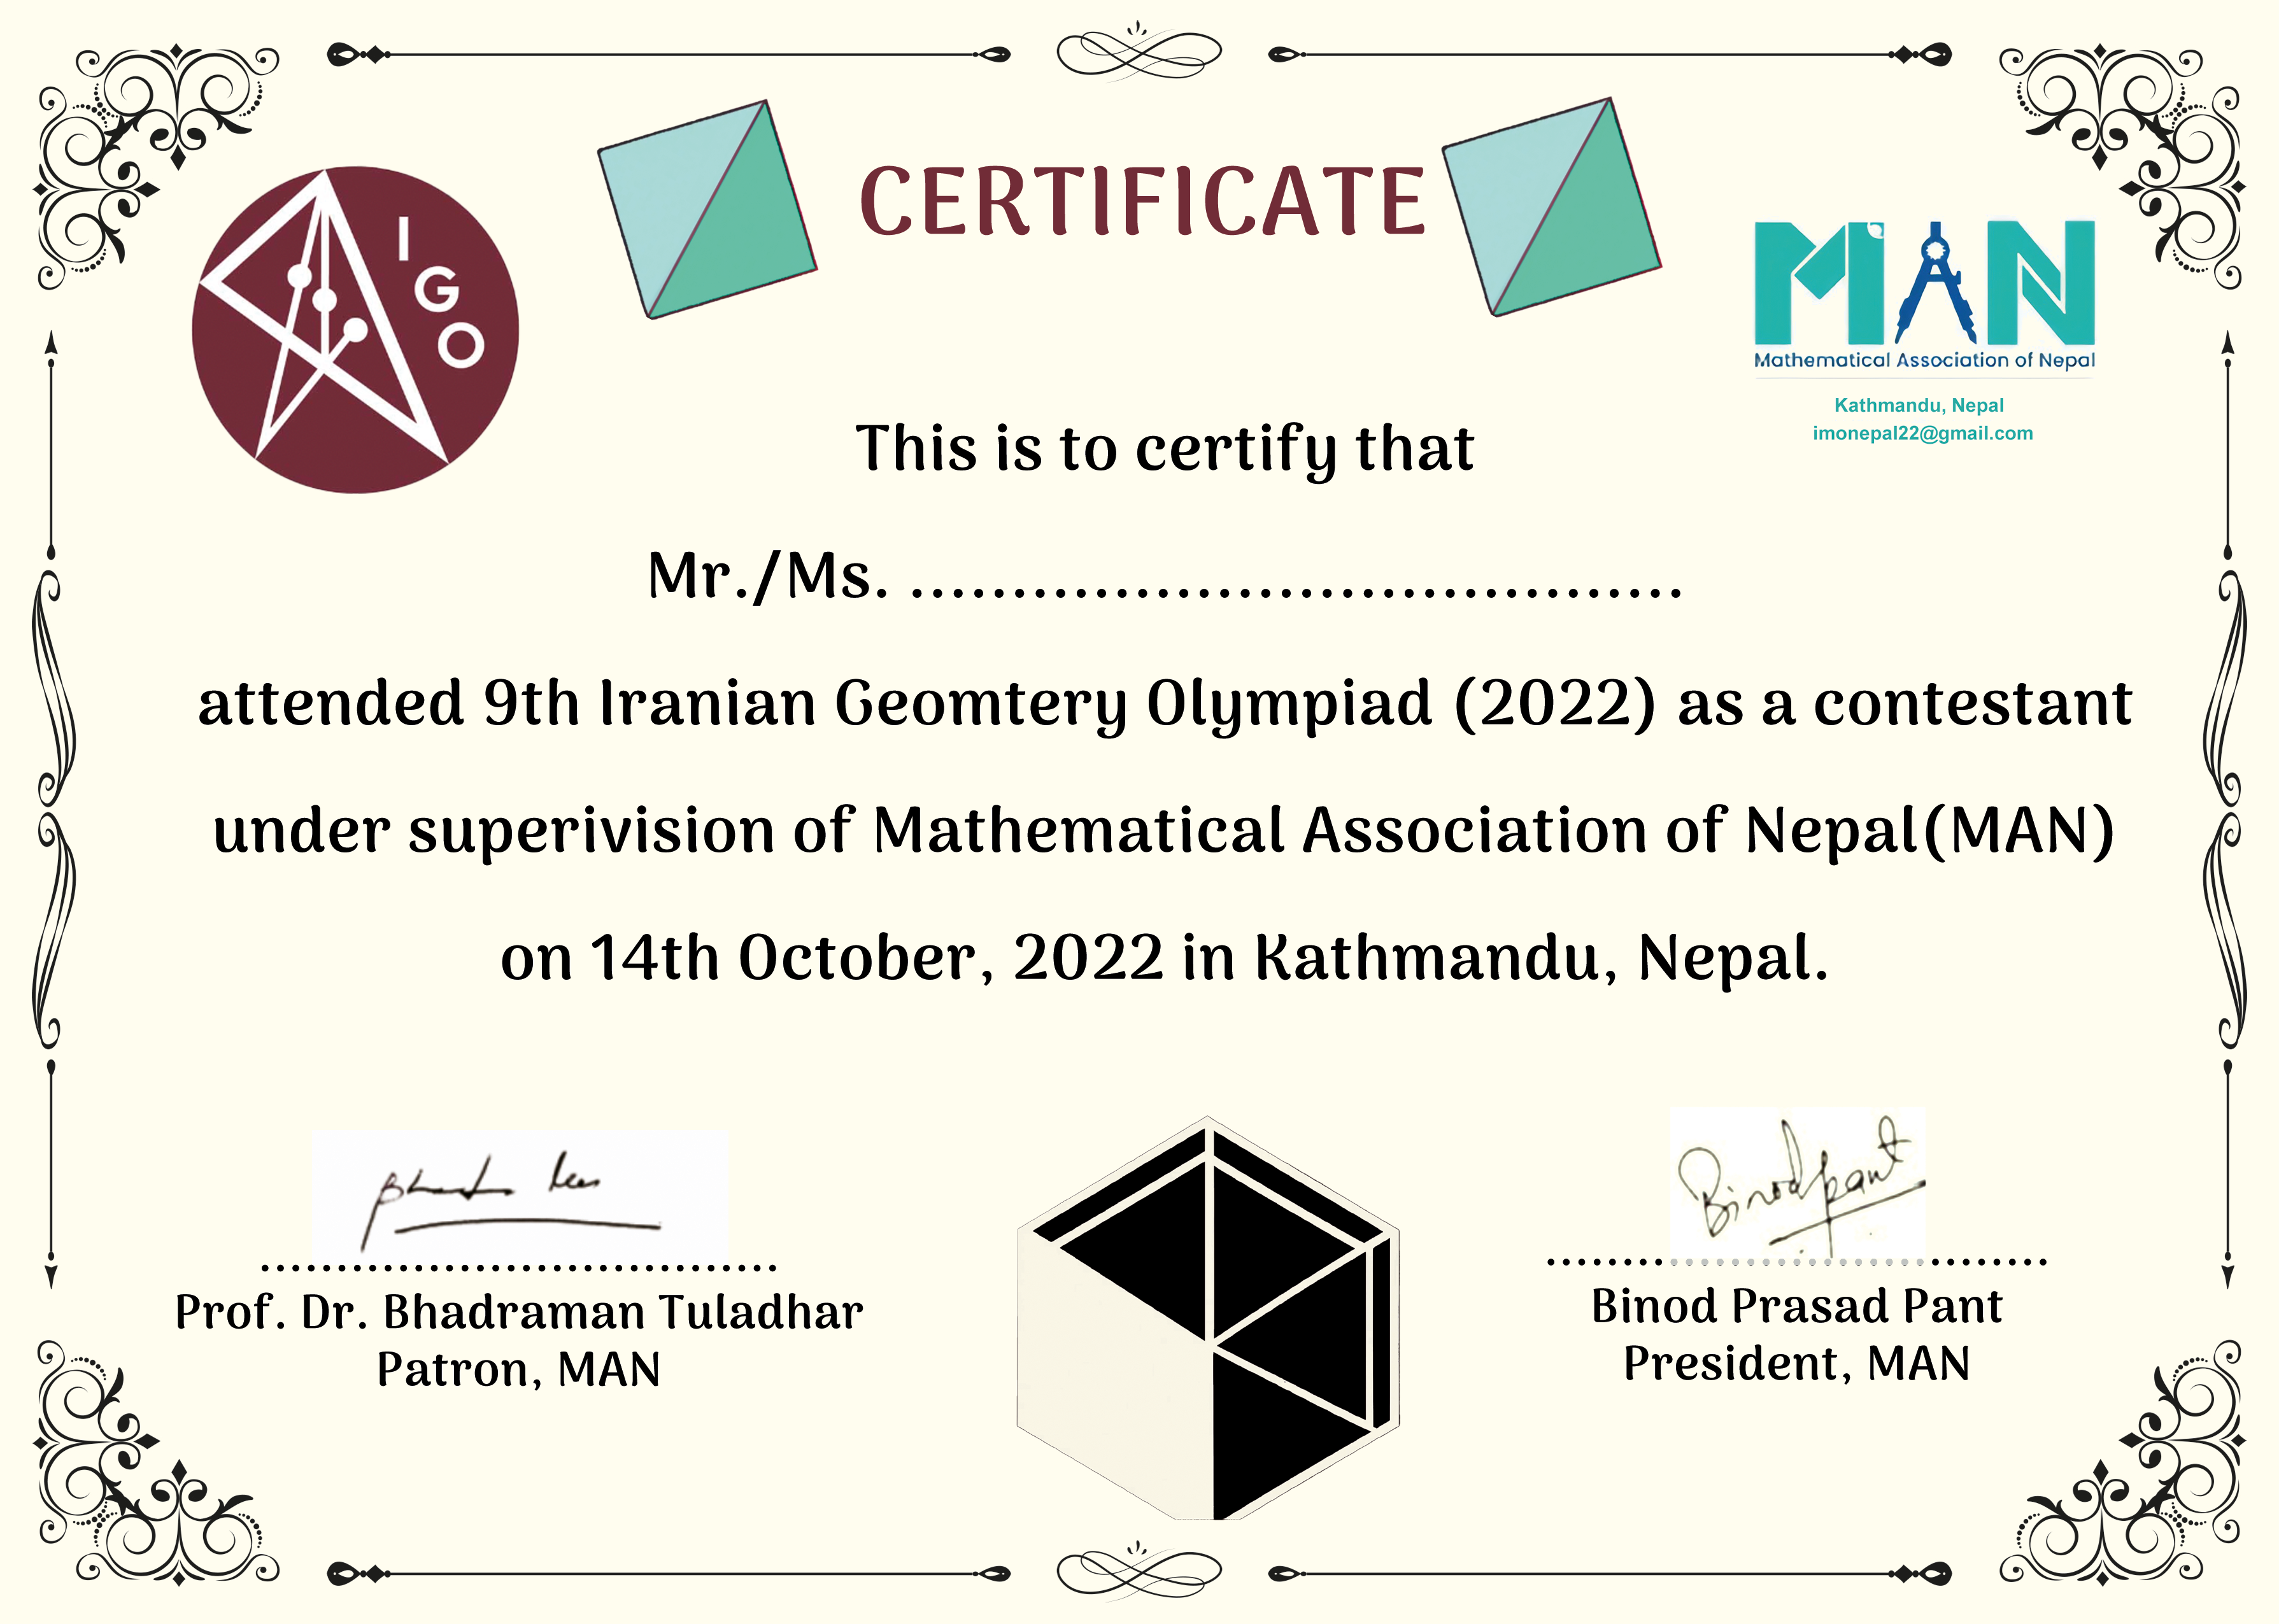 CERTIFICATE
I
G
O
MAN
Mathematical Association of Nepal
Kathmandu, Nepal
imonepal22@gmail.com
This is to certify that
Mr./Ms. ......................................
attended 9th Iranian Geomtery Olympiad (2022) as a contestant
under superivision of Mathematical Association of Nepal(MAN)
on 14th October, 2022 in Kathmandu, Nepal.
Binod pant
Prof. Dr. Bhadraman Tuladhar
Patron, MAN
Binod Prasad Pant
President, MAN